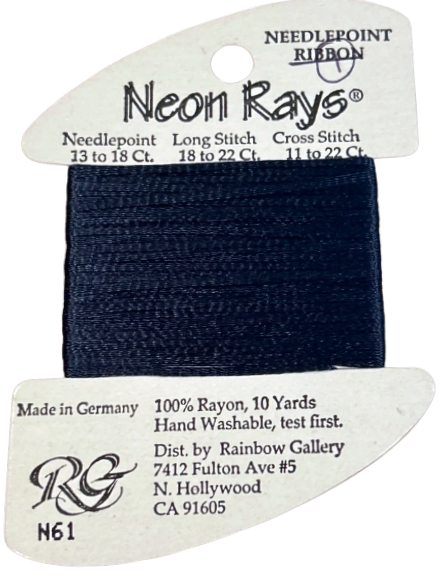 NEEDLEPOINT
RIBBON
1
Neon Rays®
Needlepoint Long Stitch Cross Stitch
13 to 18 Ct. 18 to 22 Ct. 11 to 22 Ct.
Made in Germany
100% Rayon, 10 Yards
Hand Washable, test first.
Dist. by Rainbow Gallery
7412 Fulton Ave #5
N. Hollywood
CA 91605
RG
N61